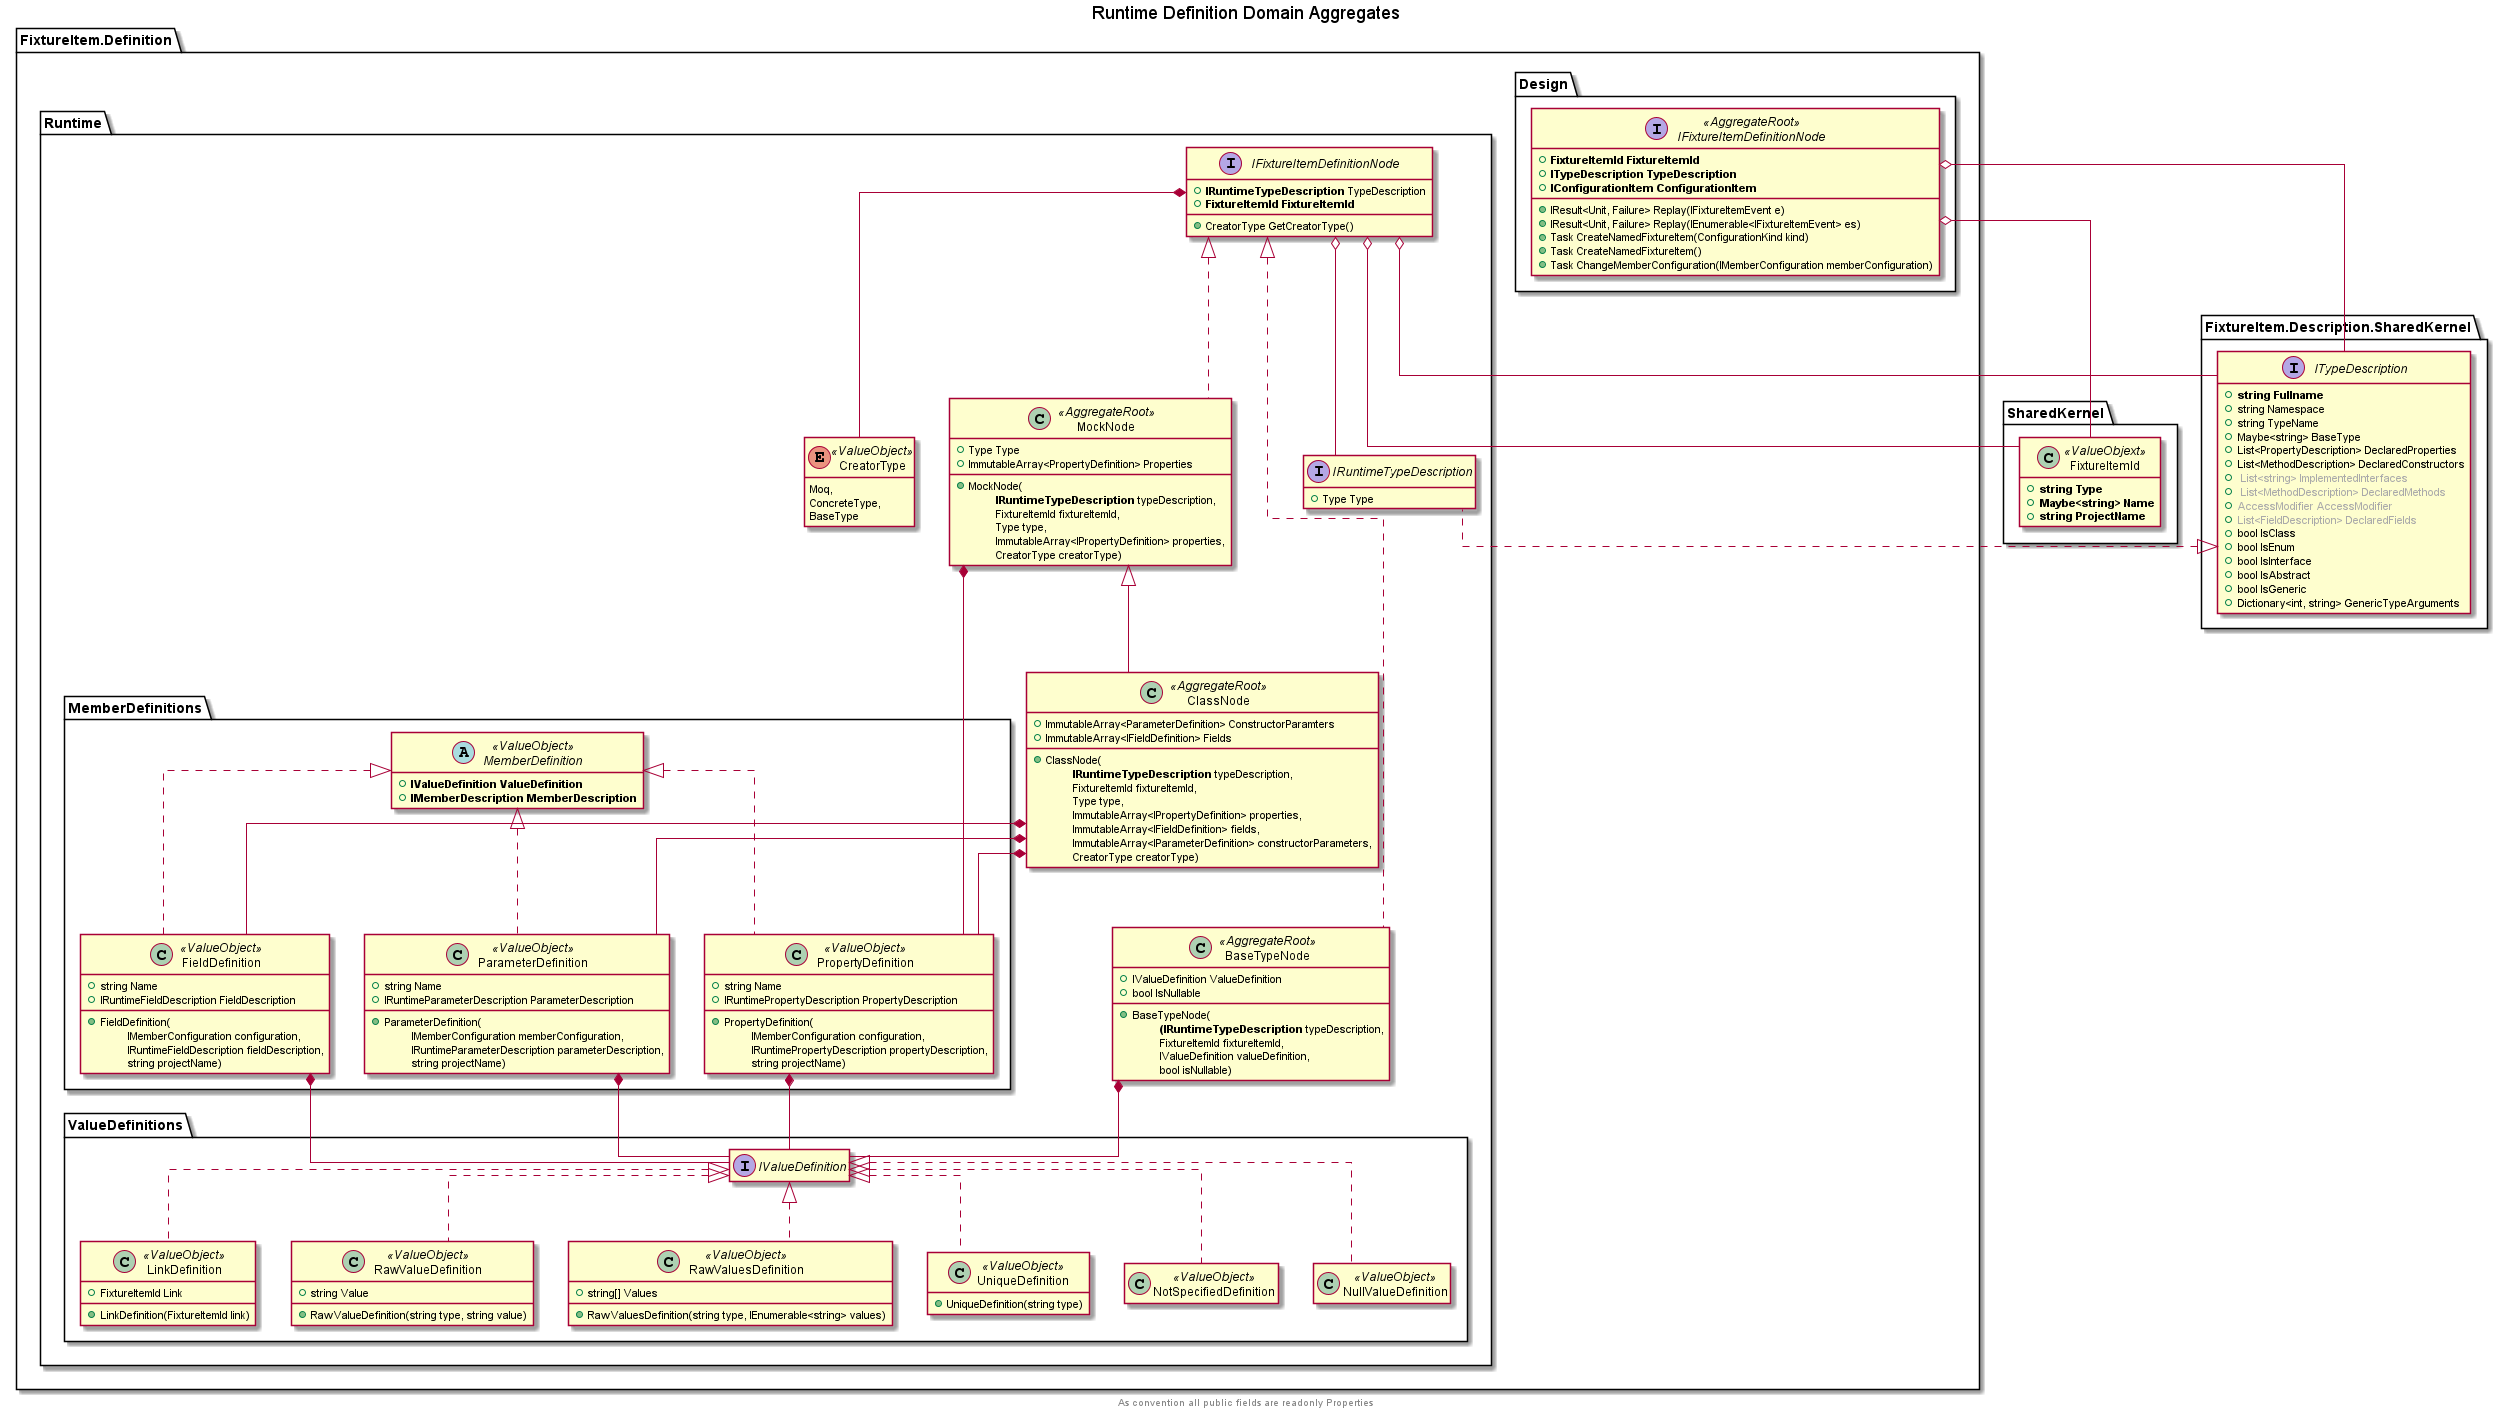 Runtime Definition Domain Aggregates
FixtureItem.Definition
Design
I
«AggregateRoot»
IFixtureItemDefinitionNode
FixtureItemId FixtureItemId
ITypeDescription TypeDescription
IConfigurationItem ConfigurationItem
IResult<Unit, Failure> Replay(IFixtureItemEvent e)
IResult<Unit, Failure> Replay(IEnumerable<IFixtureItemEvent> es)
Task CreateNamedFixtureItem(ConfigurationKind kind)
Task CreateNamedFixtureItem()
Task ChangeMemberConfiguration(IMemberConfiguration memberConfiguration)
Runtime
I
IFixtureItemDefinitionNode
IRuntimeTypeDescription TypeDescription
FixtureItemId FixtureItemId
CreatorType GetCreatorType()
FixtureItem.Description.SharedKernel
I
ITypeDescription
string Fullname
string Namespace
string TypeName
Maybe<string> BaseType
List<PropertyDescription> DeclaredProperties
List<MethodDescription> DeclaredConstructors
List<string> ImplementedInterfaces
List<MethodDescription> DeclaredMethods
AccessModifier AccessModifier
List<FieldDescription> DeclaredFields
bool IsClass
bool IsEnum
bool IsInterface
bool IsAbstract
bool IsGeneric
Dictionary<int, string> GenericTypeArguments
SharedKernel
C
«ValueObjext»
FixtureItemId
string Type
Maybe<string> Name
string ProjectName
E
«ValueObject»
CreatorType
Moq,
ConcreteType,
BaseType
C
«AggregateRoot»
MockNode
Type Type
ImmutableArray<PropertyDefinition> Properties
MockNode(
IRuntimeTypeDescription typeDescription,
FixtureItemId fixtureItemId,
Type type,
ImmutableArray<IPropertyDefinition> properties,
CreatorType creatorType)
I
IRuntimeTypeDescription
Type Type
C
«AggregateRoot»
ClassNode
ImmutableArray<ParameterDefinition> ConstructorParamters
ImmutableArray<IFieldDefinition> Fields
ClassNode(
IRuntimeTypeDescription typeDescription,
FixtureItemId fixtureItemId,
Type type,
ImmutableArray<IPropertyDefinition> properties,
ImmutableArray<IFieldDefinition> fields,
ImmutableArray<IParameterDefinition> constructorParameters,
CreatorType creatorType)
MemberDefinitions
A
«ValueObject»
MemberDefinition
IValueDefinition ValueDefinition
IMemberDescription MemberDescription
C
«ValueObject»
FieldDefinition
string Name
IRuntimeFieldDescription FieldDescription
FieldDefinition(
IMemberConfiguration configuration,
IRuntimeFieldDescription fieldDescription,
string projectName)
C
«ValueObject»
ParameterDefinition
string Name
IRuntimeParameterDescription ParameterDescription
ParameterDefinition(
IMemberConfiguration memberConfiguration,
IRuntimeParameterDescription parameterDescription,
string projectName)
C
«ValueObject»
PropertyDefinition
string Name
IRuntimePropertyDescription PropertyDescription
PropertyDefinition(
IMemberConfiguration configuration,
IRuntimePropertyDescription propertyDescription,
string projectName)
C
«AggregateRoot»
BaseTypeNode
IValueDefinition ValueDefinition
bool IsNullable
BaseTypeNode(
(IRuntimeTypeDescription typeDescription,
FixtureItemId fixtureItemId,
IValueDefinition valueDefinition,
bool isNullable)
ValueDefinitions
I
IValueDefinition
C
«ValueObject»
LinkDefinition
FixtureItemId Link
LinkDefinition(FixtureItemId link)
C
«ValueObject»
RawValueDefinition
string Value
RawValueDefinition(string type, string value)
C
«ValueObject»
RawValuesDefinition
string[] Values
RawValuesDefinition(string type, IEnumerable<string> values)
C
«ValueObject»
UniqueDefinition
UniqueDefinition(string type)
C
«ValueObject»
NotSpecifiedDefinition
C
«ValueObject»
NullValueDefinition
As convention all public fields are readonly Properties